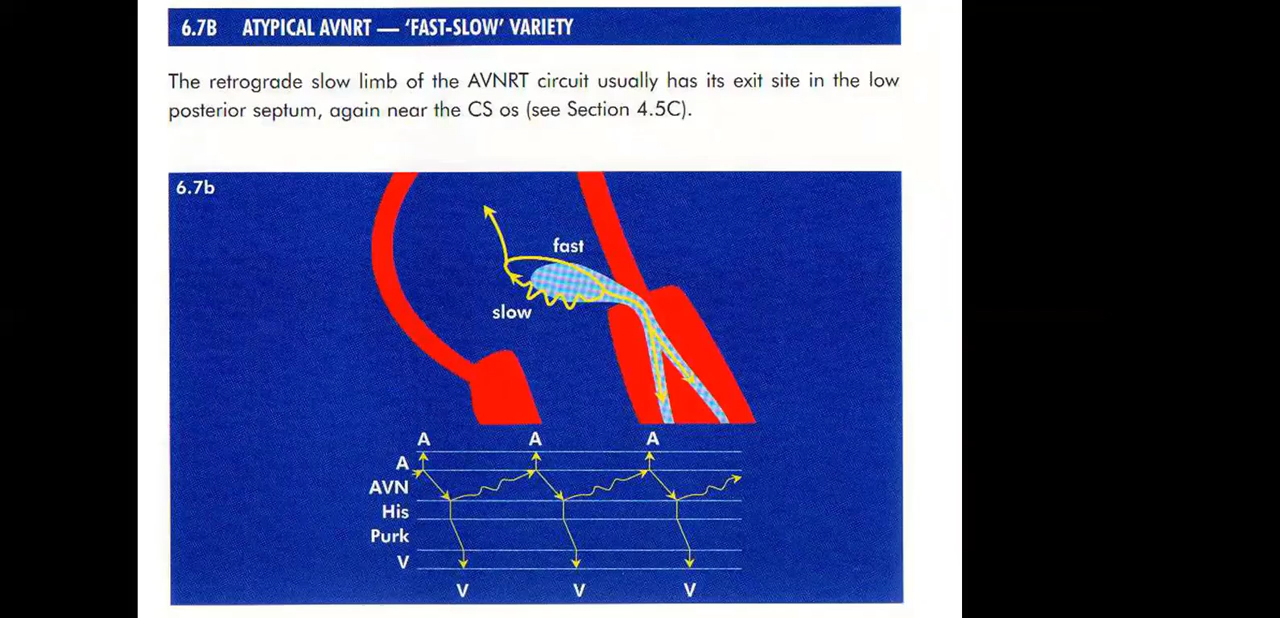 6.7B ATYPICAL AVNRT — 'FAST-SLOW' VARIETY
The retrograde slow limb of the AVNRT circuit usually has its exit site in the low
posterior septum, again near the CS os (see Section 4.5C).
6.7b
fast
slow
A A A
A
AVN
His
Purk
V
V V V